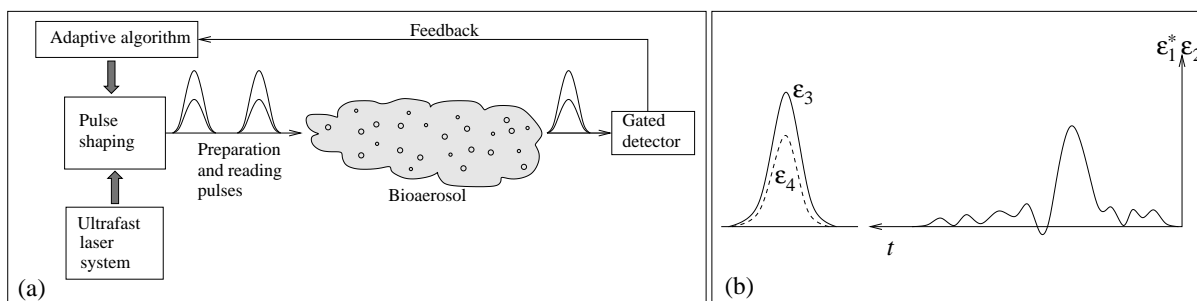 Adaptive algorithm
Feedback
Pulse
shaping
Preparation
and reading
pulses
Bioaerosol
Gated
detector
Ultrafast
laser
system
(a)
ε₁* ε₂
ε₃
ε₄
t
(b)